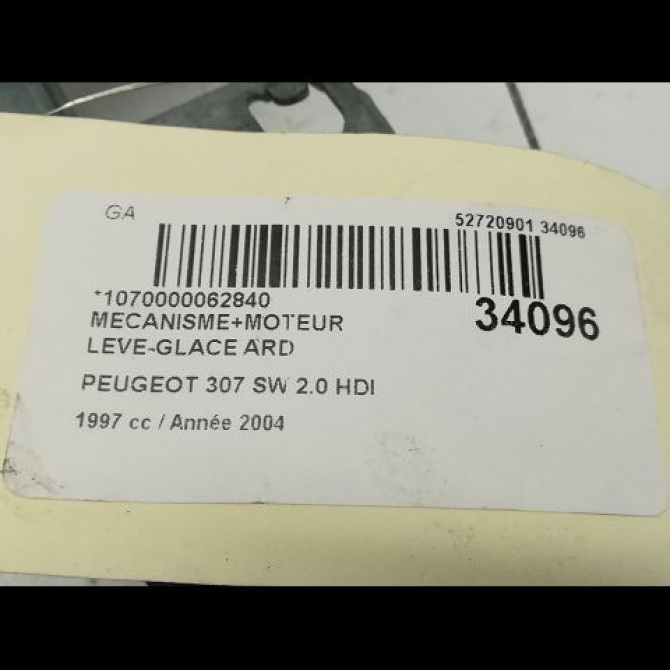 GA
52720901 34096
*1070000062840
34096
MECANISME+MOTEUR
LEVE-GLACE ARD
PEUGEOT 307 SW 2.0 HDI
1997 cc / Année 2004